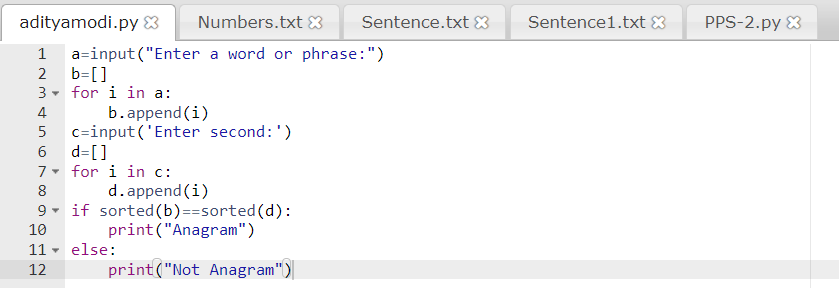 adityamodi.py Numbers.txt Sentence.txt Sentence1.txt PPS-2.py
1 a=input("Enter a word or phrase:")
2 b=[]
3 for i in a:
4     b.append(i)
5 c=input('Enter second:')
6 d=[]
7 for i in c:
8     d.append(i)
9 if sorted(b)==sorted(d):
10     print("Anagram")
11 else:
12     print("Not Anagram")